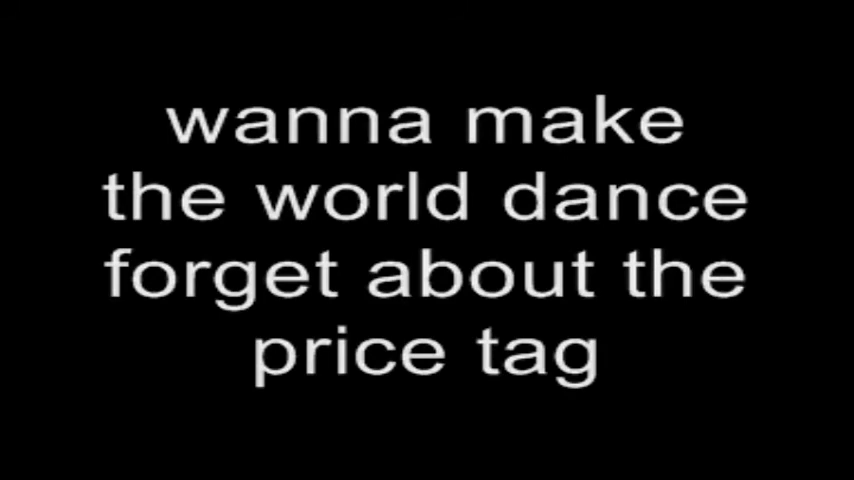 wanna make
the world dance
forget about the
price tag